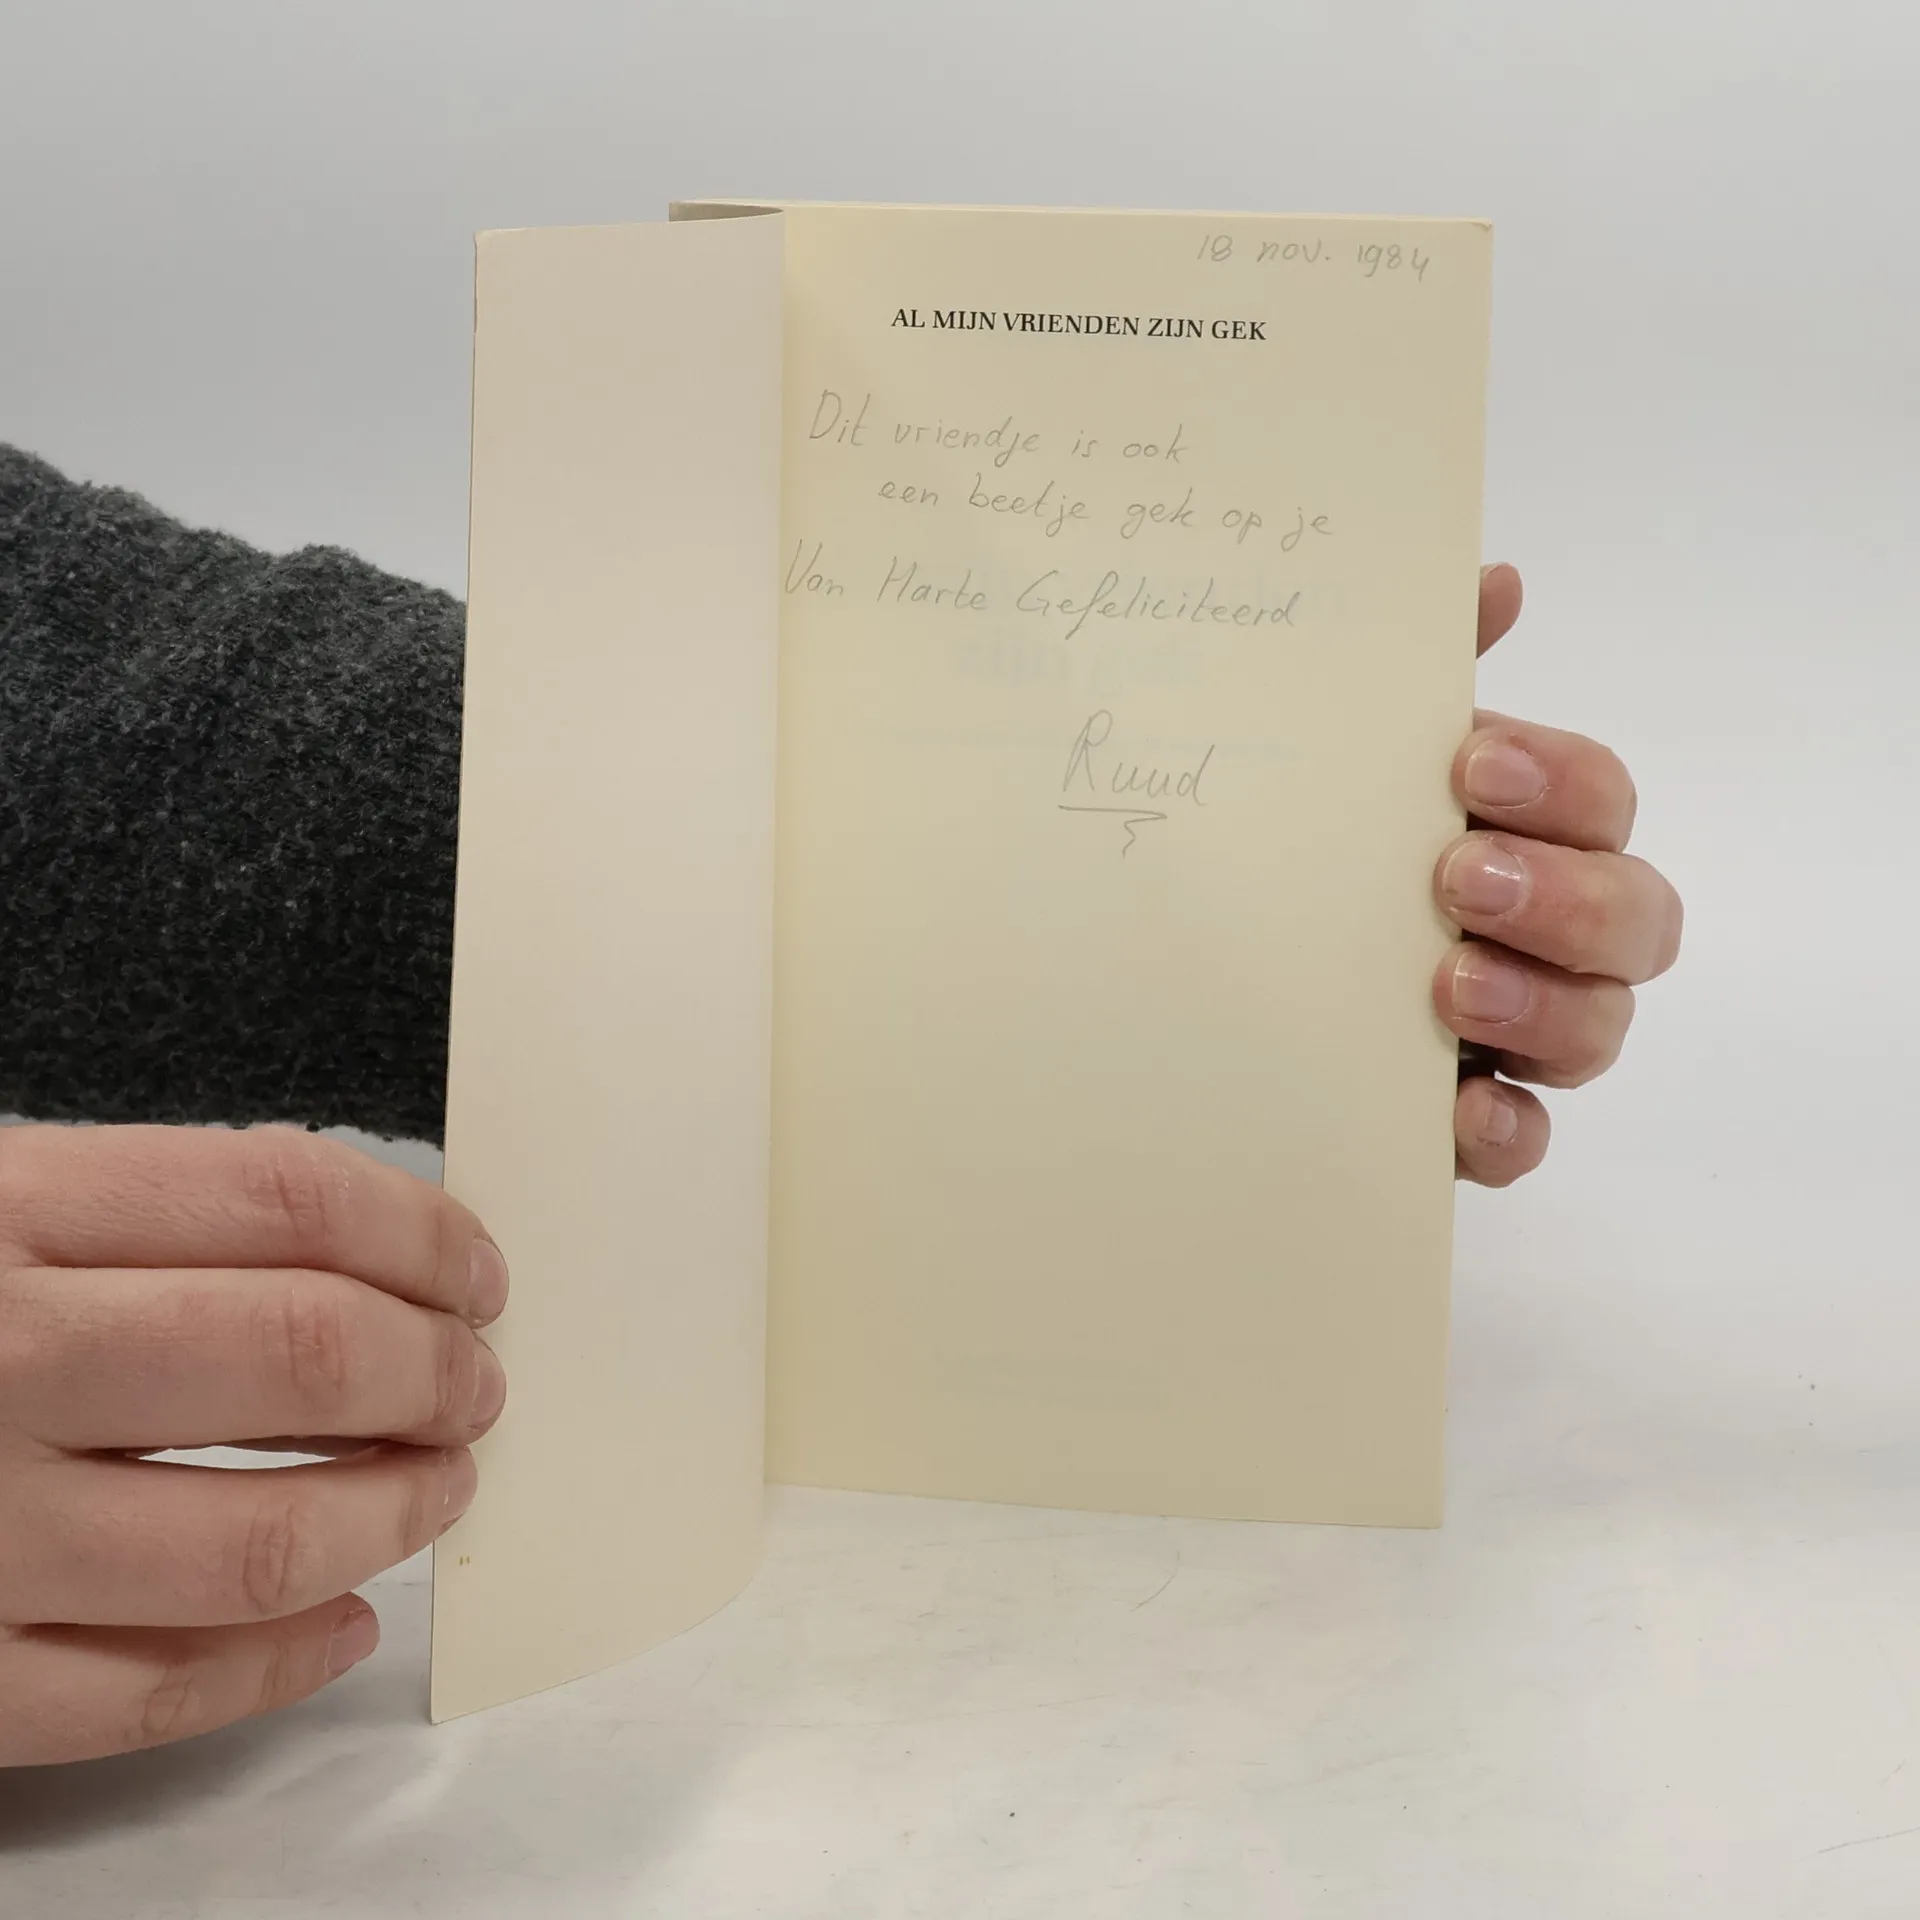 18 nov. 1984
AL MIJN VRIENDEN ZIJN GEK
Dit vriendje is ook
een beetje gek op je
Van Harte Gefeliciteerd
Ruud